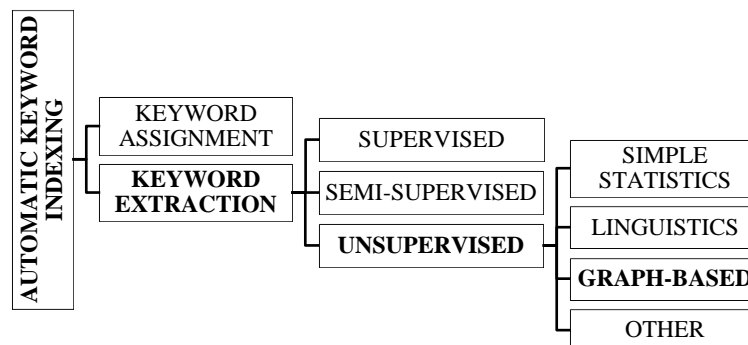 AUTOMATIC KEYWORD
INDEXING
KEYWORD
ASSIGNMENT
KEYWORD
EXTRACTION
SUPERVISED
SEMI-SUPERVISED
UNSUPERVISED
SIMPLE
STATISTICS
LINGUISTICS
GRAPH-BASED
OTHER